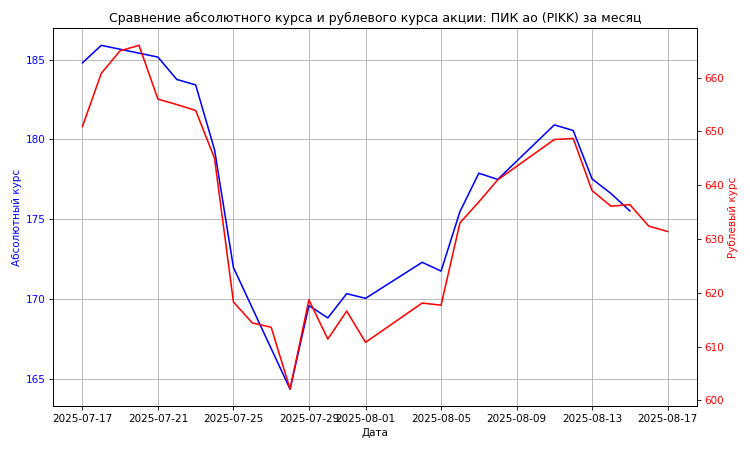 Сравнение абсолютного курса и рублевого курса акции: ПИК ао (PIKK) за месяц
Абсолютный курс
185
180
175
170
165
660
650
640
630
620
610
600
Рублевый курс
2025-07-17 2025-07-21 2025-07-25 2025-07-29 2025-08-01 2025-08-05 2025-08-09 2025-08-13 2025-08-17
Дата